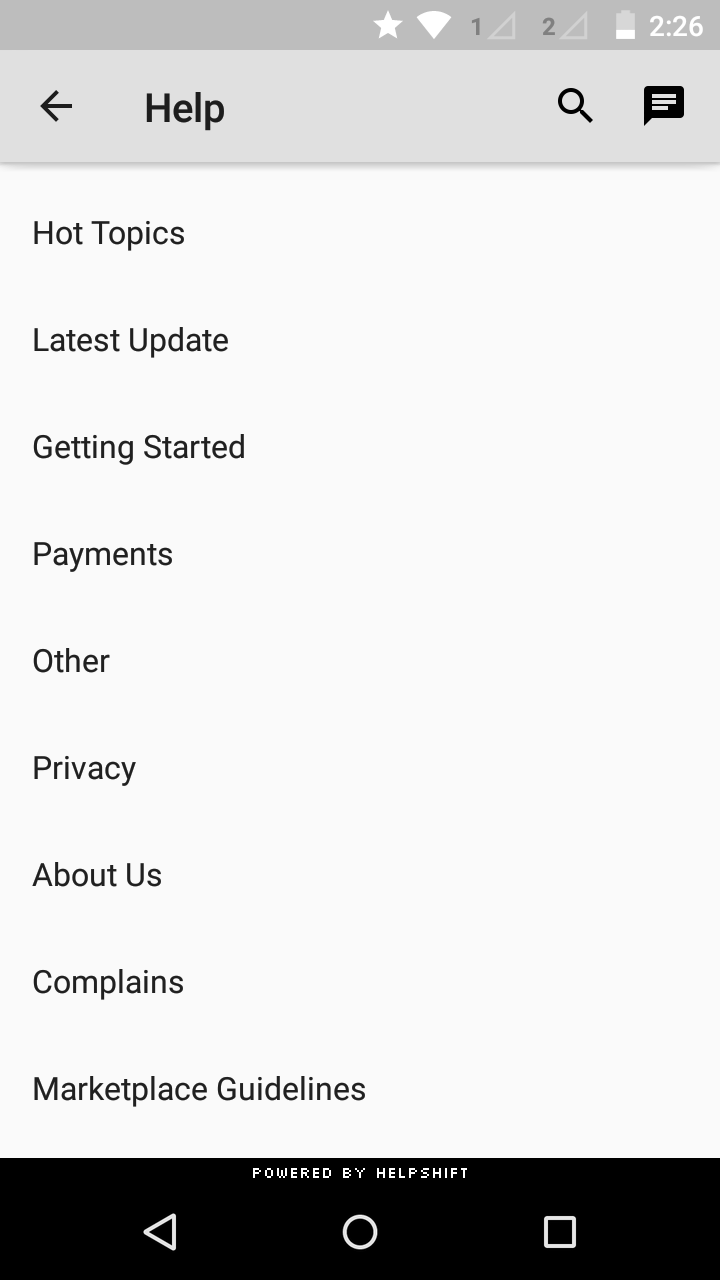 1 2 2:26
Help
Hot Topics
Latest Update
Getting Started
Payments
Other
Privacy
About Us
Complains
Marketplace Guidelines
POWERED BY HELPSHIFT